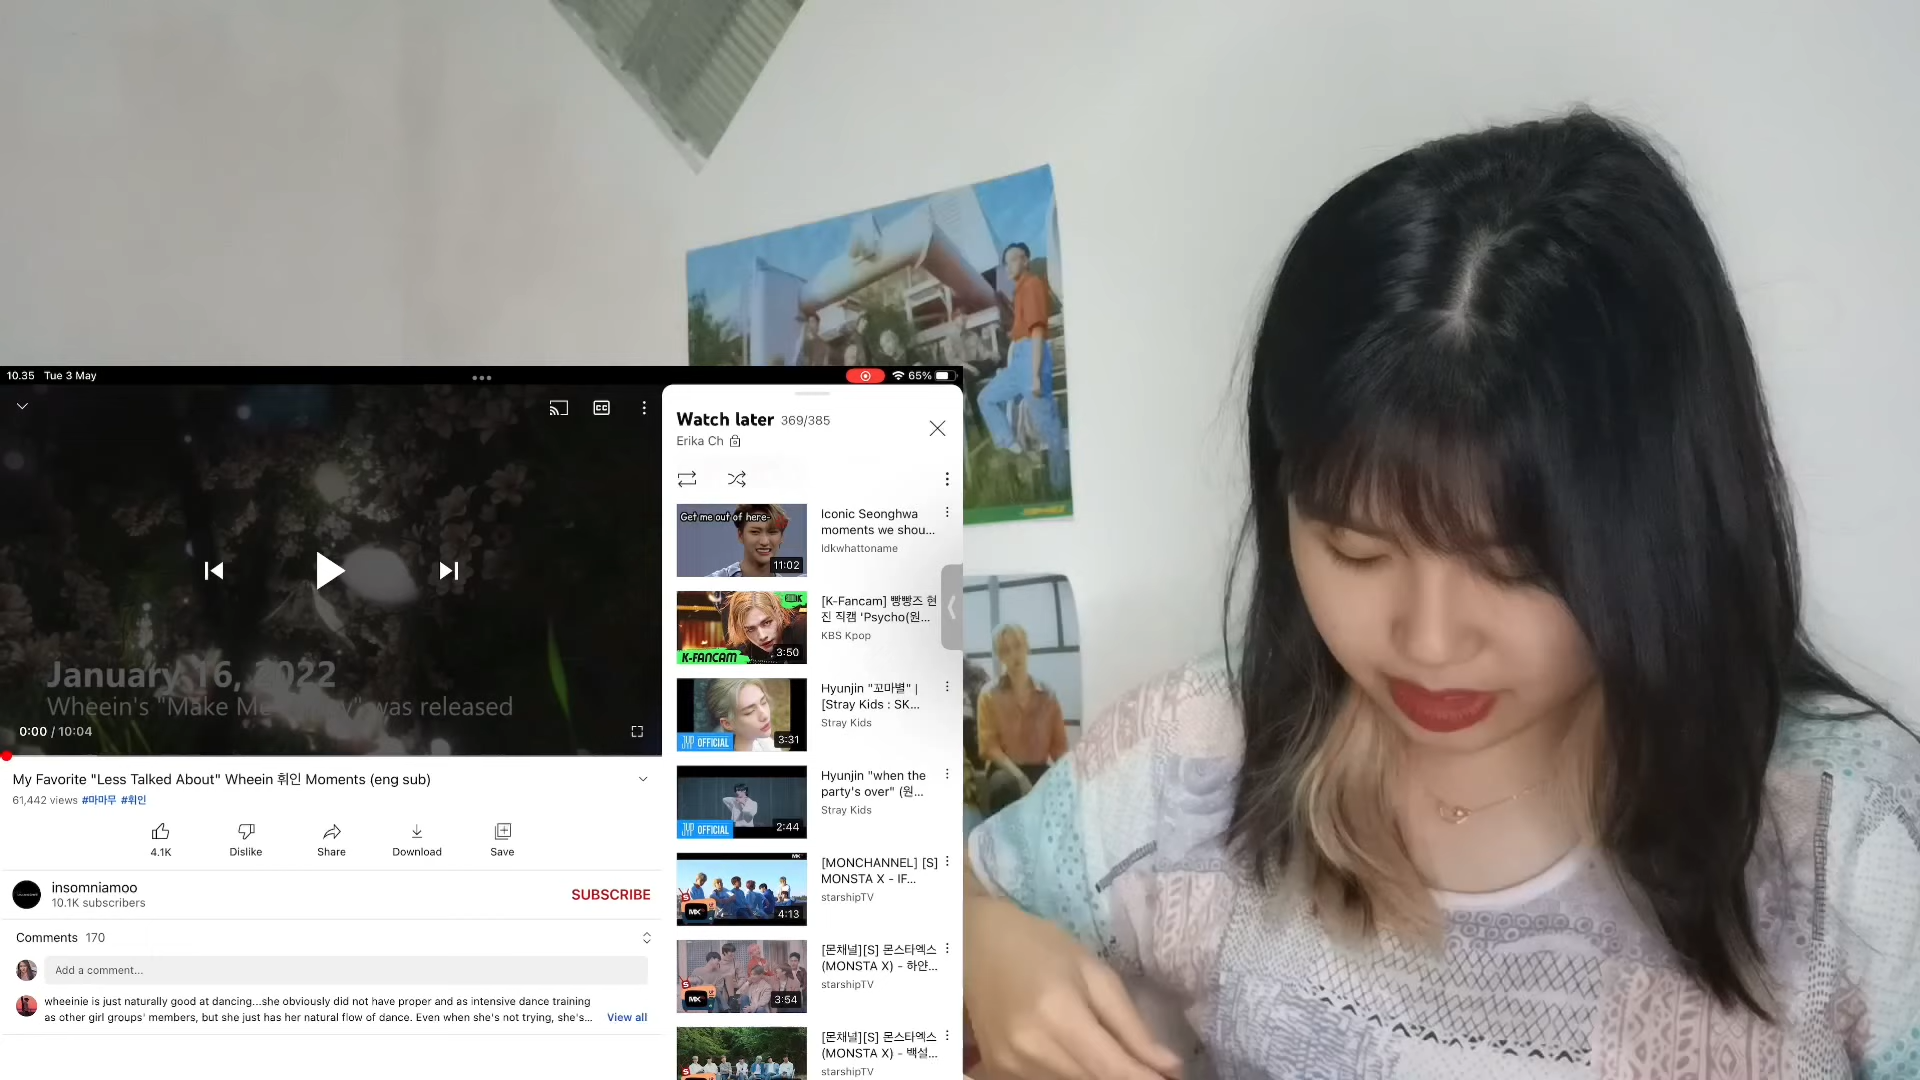 10.35 Tue 3 May
65%
January 16, 2022
was released
0:00 / 10:04
My Favorite "Less Talked About" Wheein 휘인 Moments (eng sub)
61,442 views #마마무 #휘인
4.1K
Dislike
Share
Download
Save
insomniamoo
10.1K subscribers
SUBSCRIBE
Comments 170
Add a comment...
wheeinie is just naturally good at dancing...she obviously did not have proper and as intensive dance training
as other girl groups' members, but she just has her natural flow of dance. Even when she's not trying, she's...
View all
Watch later 369/385
Erika Ch
Get me out of here-
11:02
Iconic Seonghwa
moments we shou...
Idkwhattoname
K-FANCAM
3:50
[K-Fancam] 빵빵즈 현
진 직캠 'Psycho(원...
KBS Kpop
JYP OFFICIAL
3:31
Hyunjin "꼬마별" |
[Stray Kids : SK...
Stray Kids
JYP OFFICIAL
2:44
Hyunjin "when the
party's over" (원...
Stray Kids
MX
4:13
[MONCHANNEL] [S]
MONSTA X - IF...
starshipTV
MX
3:54
[몬채널][S] 몬스타엑스
(MONSTA X) - 하얀...
starshipTV
[몬채널][S] 몬스타엑스
(MONSTA X) - 백설...
starshipTV